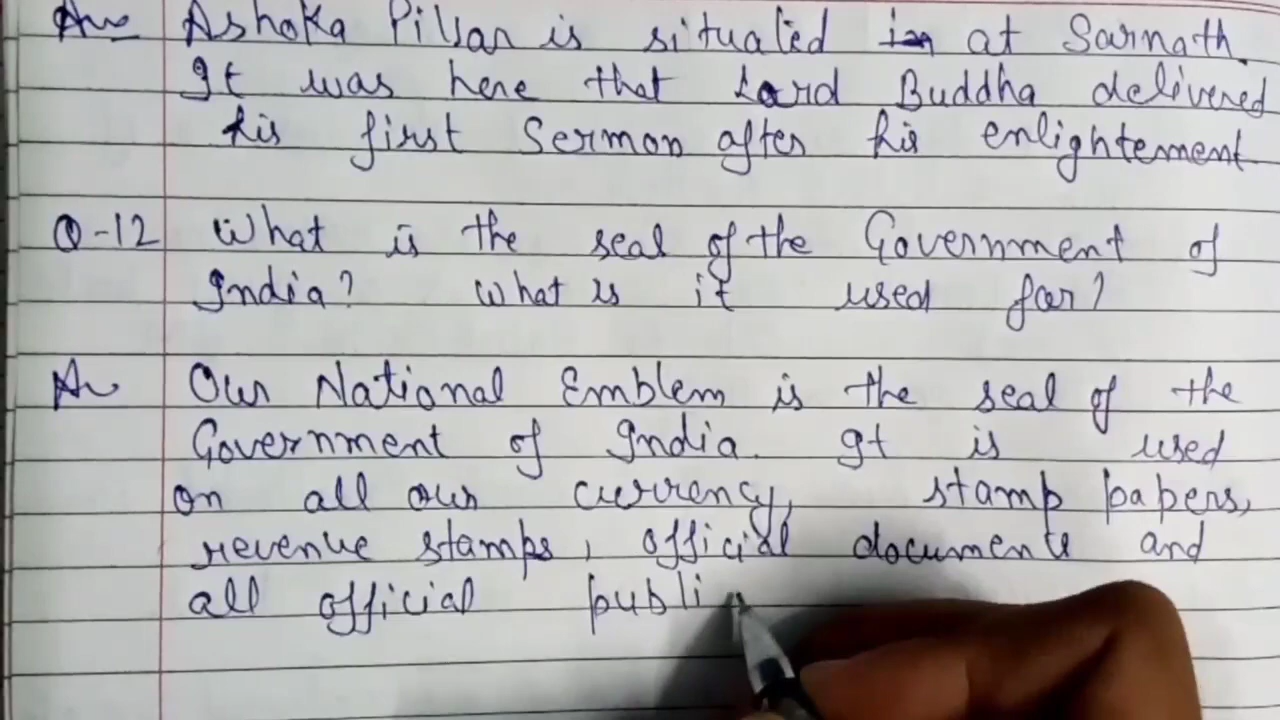 Ans Ashoka Pillar is situated at Sarnath.
It was here that Lord Buddha delivered
his first Sermon after his enlightement
Q-12 What is the seal of the Government of
India? What is it used for?
An Our National Emblem is the seal of the
Government of India. It is used
on all our currency, stamp papers,
revenue stamps, official documents and
all official publi